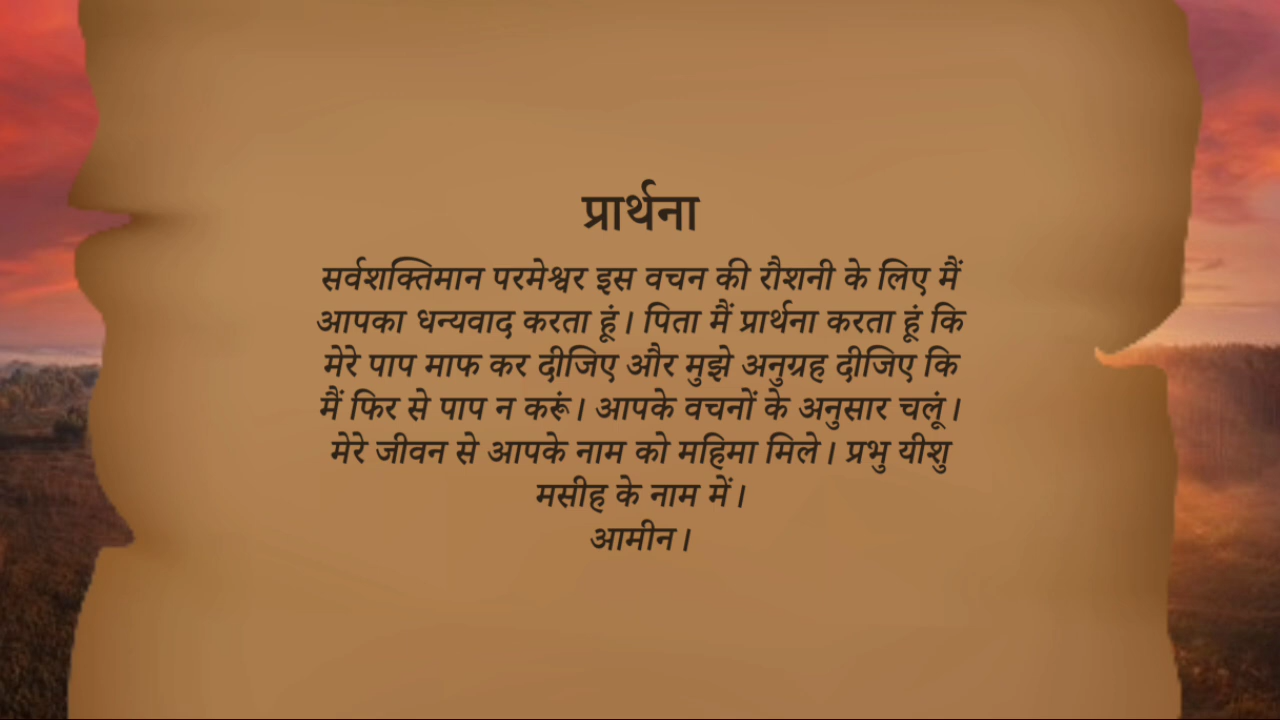 प्रार्थना
सर्वशक्तिमान परमेश्वर इस वचन की रौशनी के लिए मैं
आपका धन्यवाद करता हूं। पिता मैं प्रार्थना करता हूं कि
मेरे पाप माफ कर दीजिए और मुझे अनुग्रह दीजिए कि
मैं फिर से पाप न करूं। आपके वचनों के अनुसार चलूं।
मेरे जीवन से आपके नाम को महिमा मिले। प्रभु यीशु
मसीह के नाम में।
आमीन।